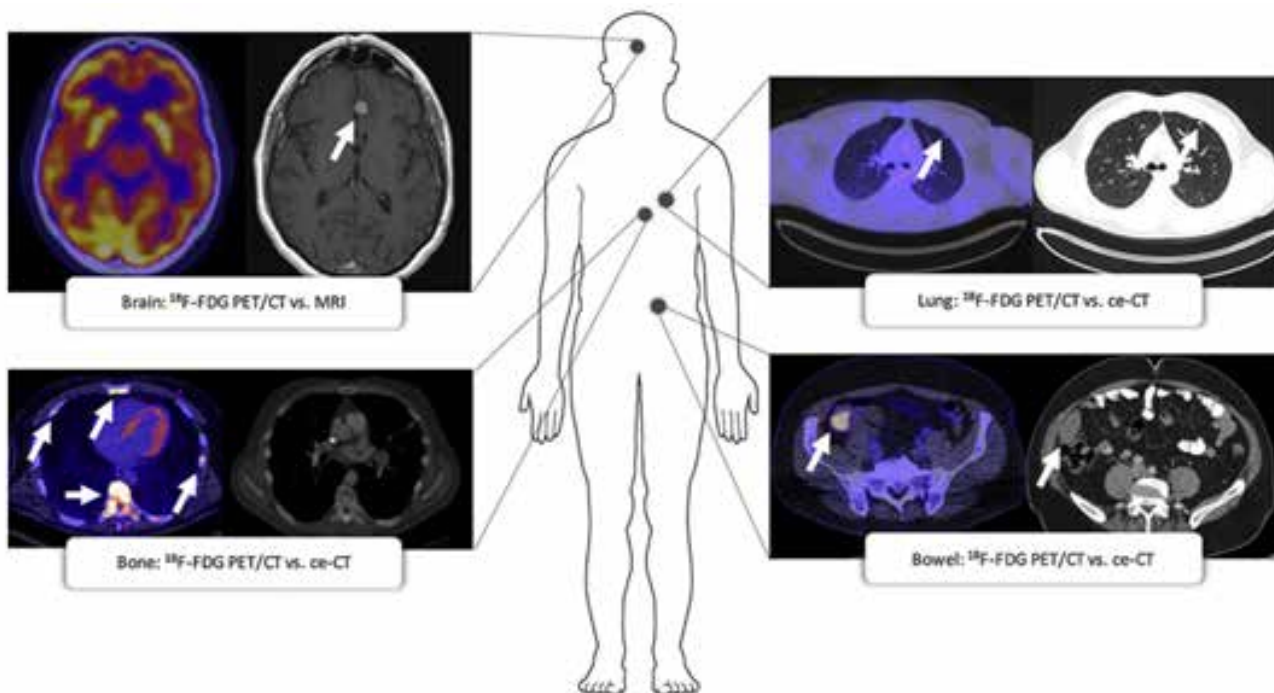 Brain: ¹⁸F-FDG PET/CT vs. MRI
Lung: ¹⁸F-FDG PET/CT vs. ce-CT
Bone: ¹⁸F-FDG PET/CT vs. ce-CT
Bowel: ¹⁸F-FDG PET/CT vs. ce-CT